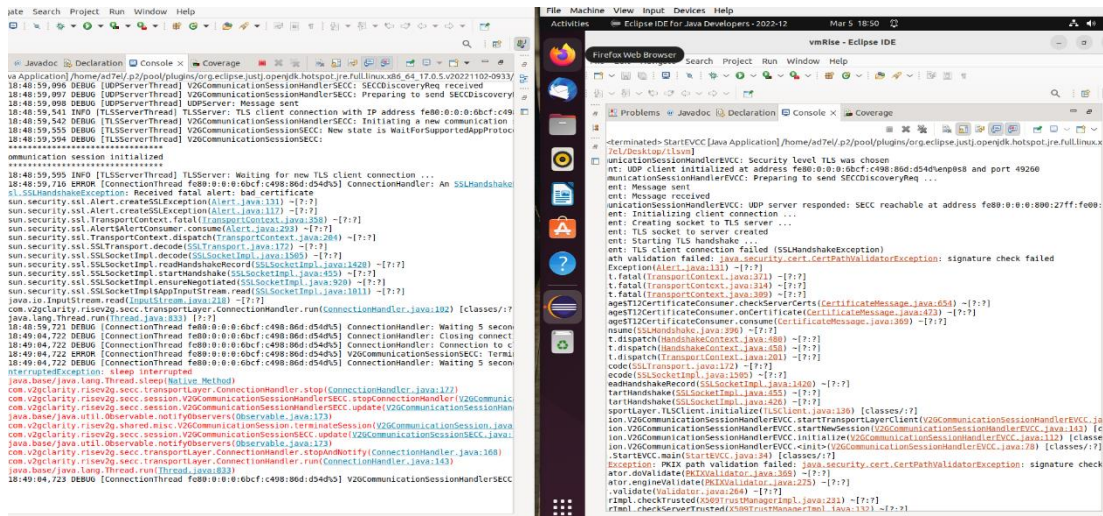 gate Search Project Run Window Help
Javadoc Declaration Console × Coverage
va Application] /home/ad7el/.p2/pool/plugins/org.eclipse.justj.openjdk.hotspot.jre.full.linux.x86_64_17.0.5.v20221102-0933/
18:48:59,096 DEBUG [UDPServerThread] V2GCommunicationSessionHandlerSECC: SECCDiscoveryReq received
18:48:59,097 DEBUG [UDPServerThread] V2GCommunicationSessionHandlerSECC: Preparing to send SECCDiscovery
18:48:59,098 DEBUG [UDPServerThread] UDPServer: Message sent
18:48:59,541 INFO [TLSServerThread] TLSServer: TLS client connection with IP address fe80:0:0:0:6bcf:c49
18:48:59,542 DEBUG [TLSServerThread] V2GCommunicationSessionHandlerSECC: Initiating a new communication
18:48:59,555 DEBUG [TLSServerThread] V2GCommunicationSessionSECC: New state is WaitForSupportedAppProtoc
18:48:59,594 DEBUG [TLSServerThread] V2GCommunicationSessionSECC:
********************************
ommunication session initialized
********************************
18:48:59,595 INFO [TLSServerThread] TLSServer: Waiting for new TLS client connection ...
18:48:59,716 ERROR [ConnectionThread fe80:0:0:0:6bcf:c498:86d:d54d%5] ConnectionHandler: An SSLHandshake
sl.SSLHandshakeException: Received fatal alert: bad_certificate
sun.security.ssl.Alert.createSSLException(Alert.java:131) ~[?:?]
sun.security.ssl.Alert.createSSLException(Alert.java:117) ~[?:?]
sun.security.ssl.TransportContext.fatal(TransportContext.java:358) ~[?:?]
sun.security.ssl.Alert$AlertConsumer.consume(Alert.java:293) ~[?:?]
sun.security.ssl.TransportContext.dispatch(TransportContext.java:204) ~[?:?]
sun.security.ssl.SSLTransport.decode(SSLTransport.java:172) ~[?:?]
sun.security.ssl.SSLSocketImpl.decode(SSLSocketImpl.java:1505) ~[?:?]
sun.security.ssl.SSLSocketImpl.readHandshakeRecord(SSLSocketImpl.java:1420) ~[?:?]
sun.security.ssl.SSLSocketImpl.startHandshake(SSLSocketImpl.java:455) ~[?:?]
sun.security.ssl.SSLSocketImpl.ensureNegotiated(SSLSocketImpl.java:920) ~[?:?]
sun.security.ssl.SSLSocketImpl$AppInputStream.read(SSLSocketImpl.java:1011) ~[?:?]
java.io.InputStream.read(InputStream.java:218) ~[?:?]
com.v2gclarity.risev2g.secc.transportLayer.ConnectionHandler.run(ConnectionHandler.java:102) [classes/:?
java.lang.Thread.run(Thread.java:833) [?:?]
18:48:59,721 DEBUG [ConnectionThread fe80:0:0:0:6bcf:c498:86d:d54d%5] ConnectionHandler: Waiting 5 secon
18:49:04,722 DEBUG [ConnectionThread fe80:0:0:0:6bcf:c498:86d:d54d%5] ConnectionHandler: Closing connect
18:49:04,722 DEBUG [ConnectionThread fe80:0:0:0:6bcf:c498:86d:d54d%5] ConnectionHandler: Connection to c
18:49:04,722 ERROR [ConnectionThread fe80:0:0:0:6bcf:c498:86d:d54d%5] V2GCommunicationSessionSECC: Termin
18:49:04,722 DEBUG [ConnectionThread fe80:0:0:0:6bcf:c498:86d:d54d%5] ConnectionHandler: Waiting 5 secon
nterruptedException: sleep interrupted
java.base/java.lang.Thread.sleep(Native Method)
com.v2gclarity.risev2g.secc.transportLayer.ConnectionHandler.stop(ConnectionHandler.java:177)
com.v2gclarity.risev2g.secc.session.V2GCommunicationSessionHandlerSECC.stopConnectionHandler(V2GCommunic
com.v2gclarity.risev2g.secc.session.V2GCommunicationSessionHandlerSECC.update(V2GCommunicationSessionHan
java.base/java.util.Observable.notifyObservers(Observable.java:173)
com.v2gclarity.risev2g.shared.misc.V2GCommunicationSession.terminateSession(V2GCommunicationSession.java
com.v2gclarity.risev2g.secc.session.V2GCommunicationSessionSECC.update(V2GCommunicationSessionSECC.java:
java.base/java.util.Observable.notifyObservers(Observable.java:173)
com.v2gclarity.risev2g.secc.transportLayer.ConnectionHandler.stopAndNotify(ConnectionHandler.java:168)
com.v2gclarity.risev2g.secc.transportLayer.ConnectionHandler.run(ConnectionHandler.java:143)
java.base/java.lang.Thread.run(Thread.java:833)
18:49:04,723 DEBUG [ConnectionThread fe80:0:0:0:6bcf:c498:86d:d54d%5] V2GCommunicationSessionHandlerSECC
File Machine View Input Devices Help
Activities Eclipse IDE for Java Developers - 2022-12 Mar 5 18:50
vmRise - Eclipse IDE
Firefox Web Browser
Search Project Run Window Help
Problems Javadoc Declaration Console × Coverage
<terminated> StartEVCC [Java Application] /home/ad7el/.p2/pool/plugins/org.eclipse.justj.openjdk.hotspot.jre.full.linux.x
7el/Desktop/tlsvm]
unicationSessionHandlerEVCC: Security level TLS was chosen
nt: UDP client initialized at address fe80:0:0:0:6bcf:c498:86d:d54d%enp0s8 and port 49260
municationSessionHandlerEVCC: Preparing to send SECCDiscoveryReq ...
ent: Message sent
ent: Message received
unicationSessionHandlerEVCC: UDP server responded: SECC reachable at address fe80:0:0:0:800:27ff:fe00:
ent: Initializing client connection ...
ent: Creating socket to TLS server ...
ent: TLS socket to server created
ent: Starting TLS handshake ...
ent: TLS client connection failed (SSLHandshakeException)
ath validation failed: java.security.cert.CertPathValidatorException: signature check failed
Exception(Alert.java:131) ~[?:?]
t.fatal(TransportContext.java:371) ~[?:?]
t.fatal(TransportContext.java:314) ~[?:?]
t.fatal(TransportContext.java:309) ~[?:?]
age$T12CertificateConsumer.checkServerCerts(CertificateMessage.java:654) ~[?:?]
age$T12CertificateConsumer.onCertificate(CertificateMessage.java:473) ~[?:?]
age$T12CertificateConsumer.consume(CertificateMessage.java:369) ~[?:?]
nsume(SSLHandshake.java:396) ~[?:?]
t.dispatch(HandshakeContext.java:480) ~[?:?]
t.dispatch(HandshakeContext.java:458) ~[?:?]
t.dispatch(TransportContext.java:201) ~[?:?]
code(SSLTransport.java:172) ~[?:?]
ecode(SSLSocketImpl.java:1505) ~[?:?]
eadHandshakeRecord(SSLSocketImpl.java:1420) ~[?:?]
tartHandshake(SSLSocketImpl.java:455) ~[?:?]
tartHandshake(SSLSocketImpl.java:426) ~[?:?]
sportLayer.TLSClient.initialize(TLSClient.java:136) [classes/:?]
ion.V2GCommunicationSessionHandlerEVCC.startTransportLayerClient(V2GCommunicationSessionHandlerEVCC.ja
ion.V2GCommunicationSessionHandlerEVCC.startNewSession(V2GCommunicationSessionHandlerEVCC.java:143) [c
ion.V2GCommunicationSessionHandlerEVCC.initialize(V2GCommunicationSessionHandlerEVCC.java:112) [classe
ion.V2GCommunicationSessionHandlerEVCC.<init>(V2GCommunicationSessionHandlerEVCC.java:78) [classes/:?]
.StartEVCC.main(StartEVCC.java:34) [classes/:?]
Exception: PKIX path validation failed: java.security.cert.CertPathValidatorException: signature check
ator.doValidate(PKIXValidator.java:369) ~[?:?]
ator.engineValidate(PKIXValidator.java:275) ~[?:?]
.validate(Validator.java:264) ~[?:?]
rImpl.checkTrusted(X509TrustManagerImpl.java:231) ~[?:?]
rImpl.checkServerTrusted(X509TrustManagerImpl.java:132) ~[?:?]